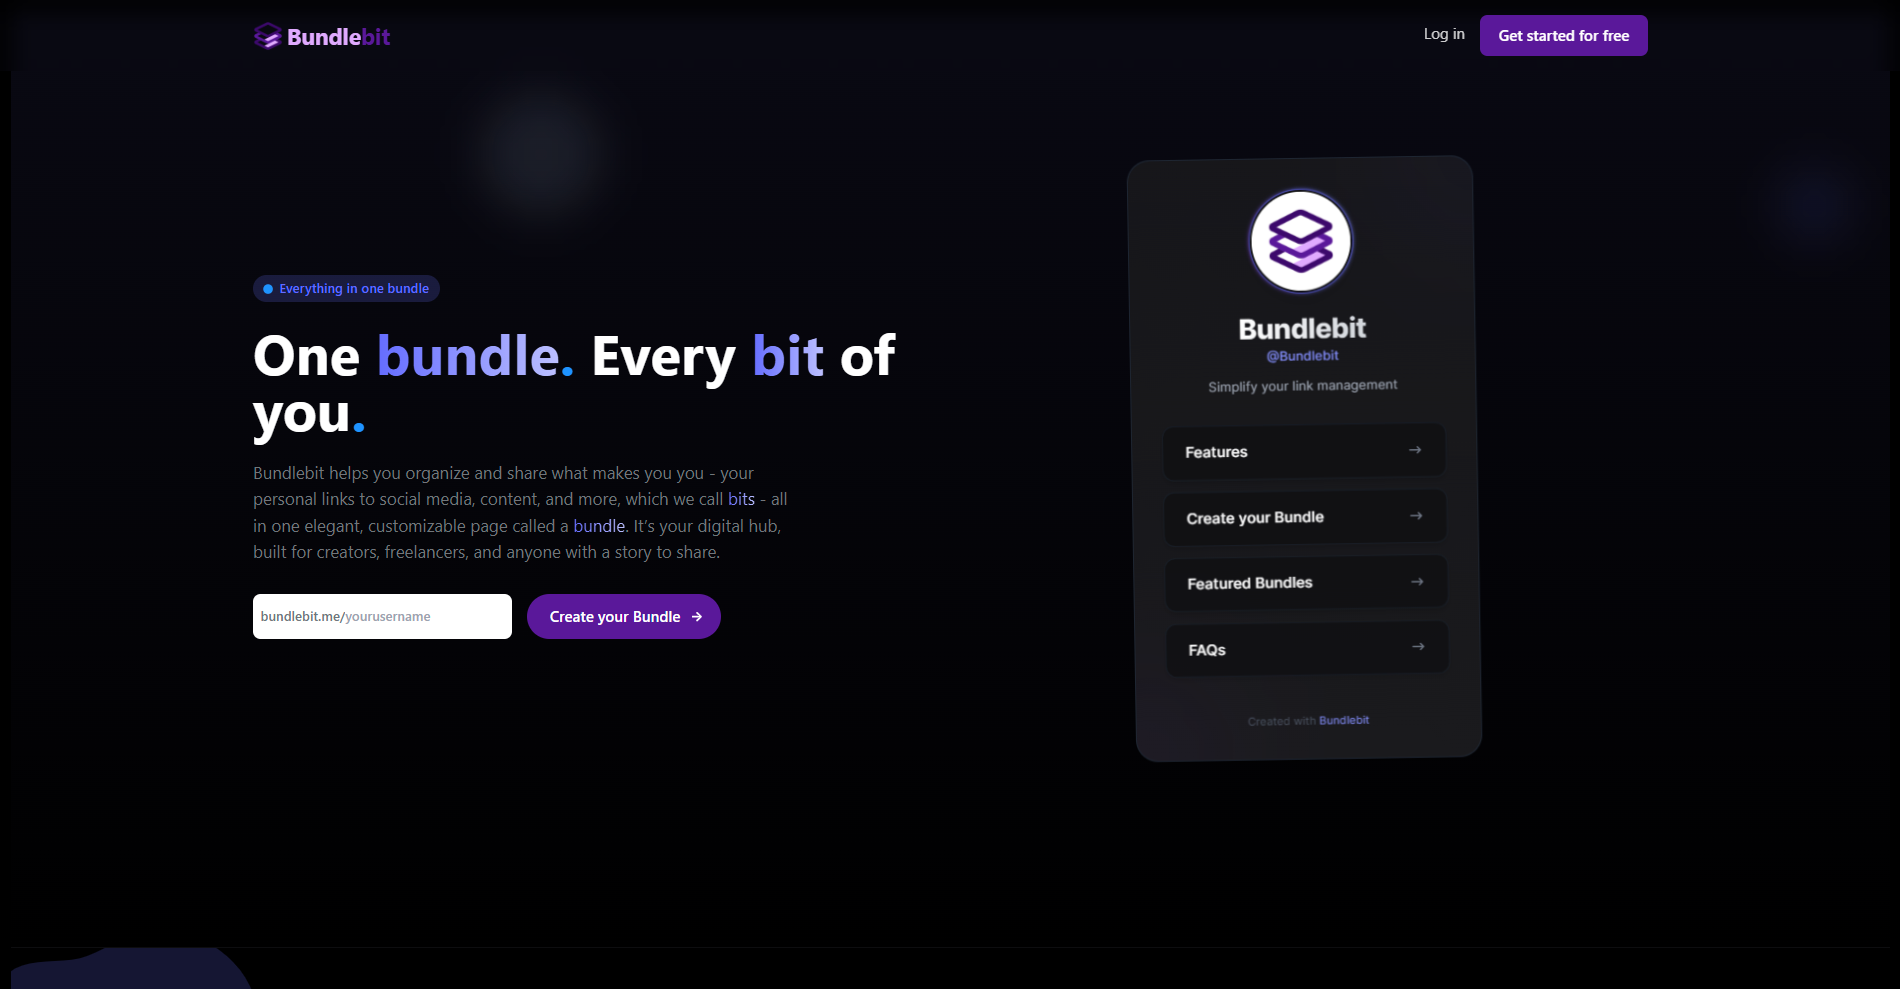 Bundlebit
Log in
Get started for free
Everything in one bundle
One bundle. Every bit of
you.
Bundlebit helps you organize and share what makes you you - your
personal links to social media, content, and more, which we call bits - all
in one elegant, customizable page called a bundle. It’s your digital hub,
built for creators, freelancers, and anyone with a story to share.
bundlebit.me/yourusername
Create your Bundle →
Bundlebit
@Bundlebit
Simplify your link management
Features →
Create your Bundle →
Featured Bundles →
FAQs →
Created with Bundlebit